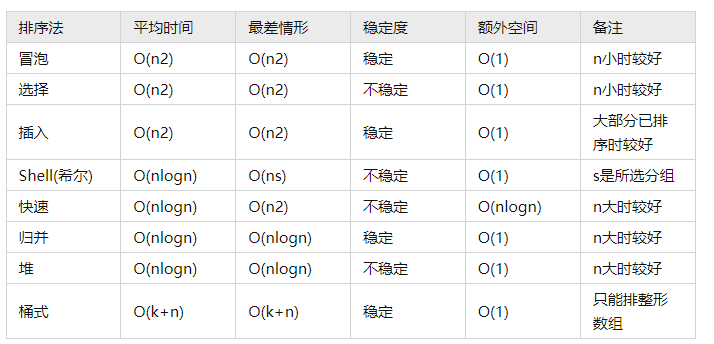 排序法 平均时间 最差情形 稳定度 额外空间 备注
冒泡 O(n2) O(n2) 稳定 O(1) n小时较好
选择 O(n2) O(n2) 不稳定 O(1) n小时较好
插入 O(n2) O(n2) 稳定 O(1) 大部分已排
序时较好
Shell(希尔) O(nlogn) O(ns) 不稳定 O(1) s是所选分组
快速 O(nlogn) O(n2) 不稳定 O(nlogn) n大时较好
归并 O(nlogn) O(nlogn) 稳定 O(1) n大时较好
堆 O(nlogn) O(nlogn) 不稳定 O(1) n大时较好
桶式 O(k+n) O(k+n) 稳定 O(1) 只能排整形
数组